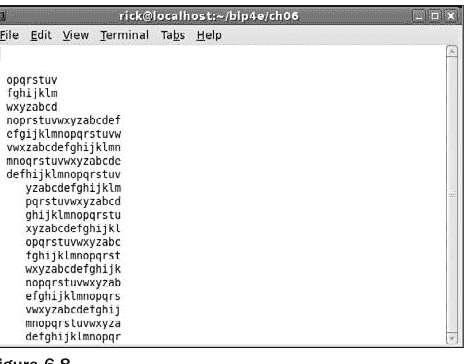 rick@localhost:~/blp4e/ch06
File Edit View Terminal Tabs Help
opqrstuv
fghijklm
wxyzabcd
noprstuvwxyzabcdef
efgijklmnopqrstuvw
vwxzabcdefghijklmn
mnoqrstuvwxyzabcde
defhijklmnopqrstuv
yzabcdefghijklm
pqrstuvwxyzabcd
ghijklmnopqrstu
xyzabcdefghijkl
opqrstuvwxyzabc
fghijklmnopqrst
wxyzabcdefghijk
nopqrstuvwxyzab
efghijklmnopqrs
vwxyzabcdefghij
mnopqrstuvwxyza
defghijklmnopqr